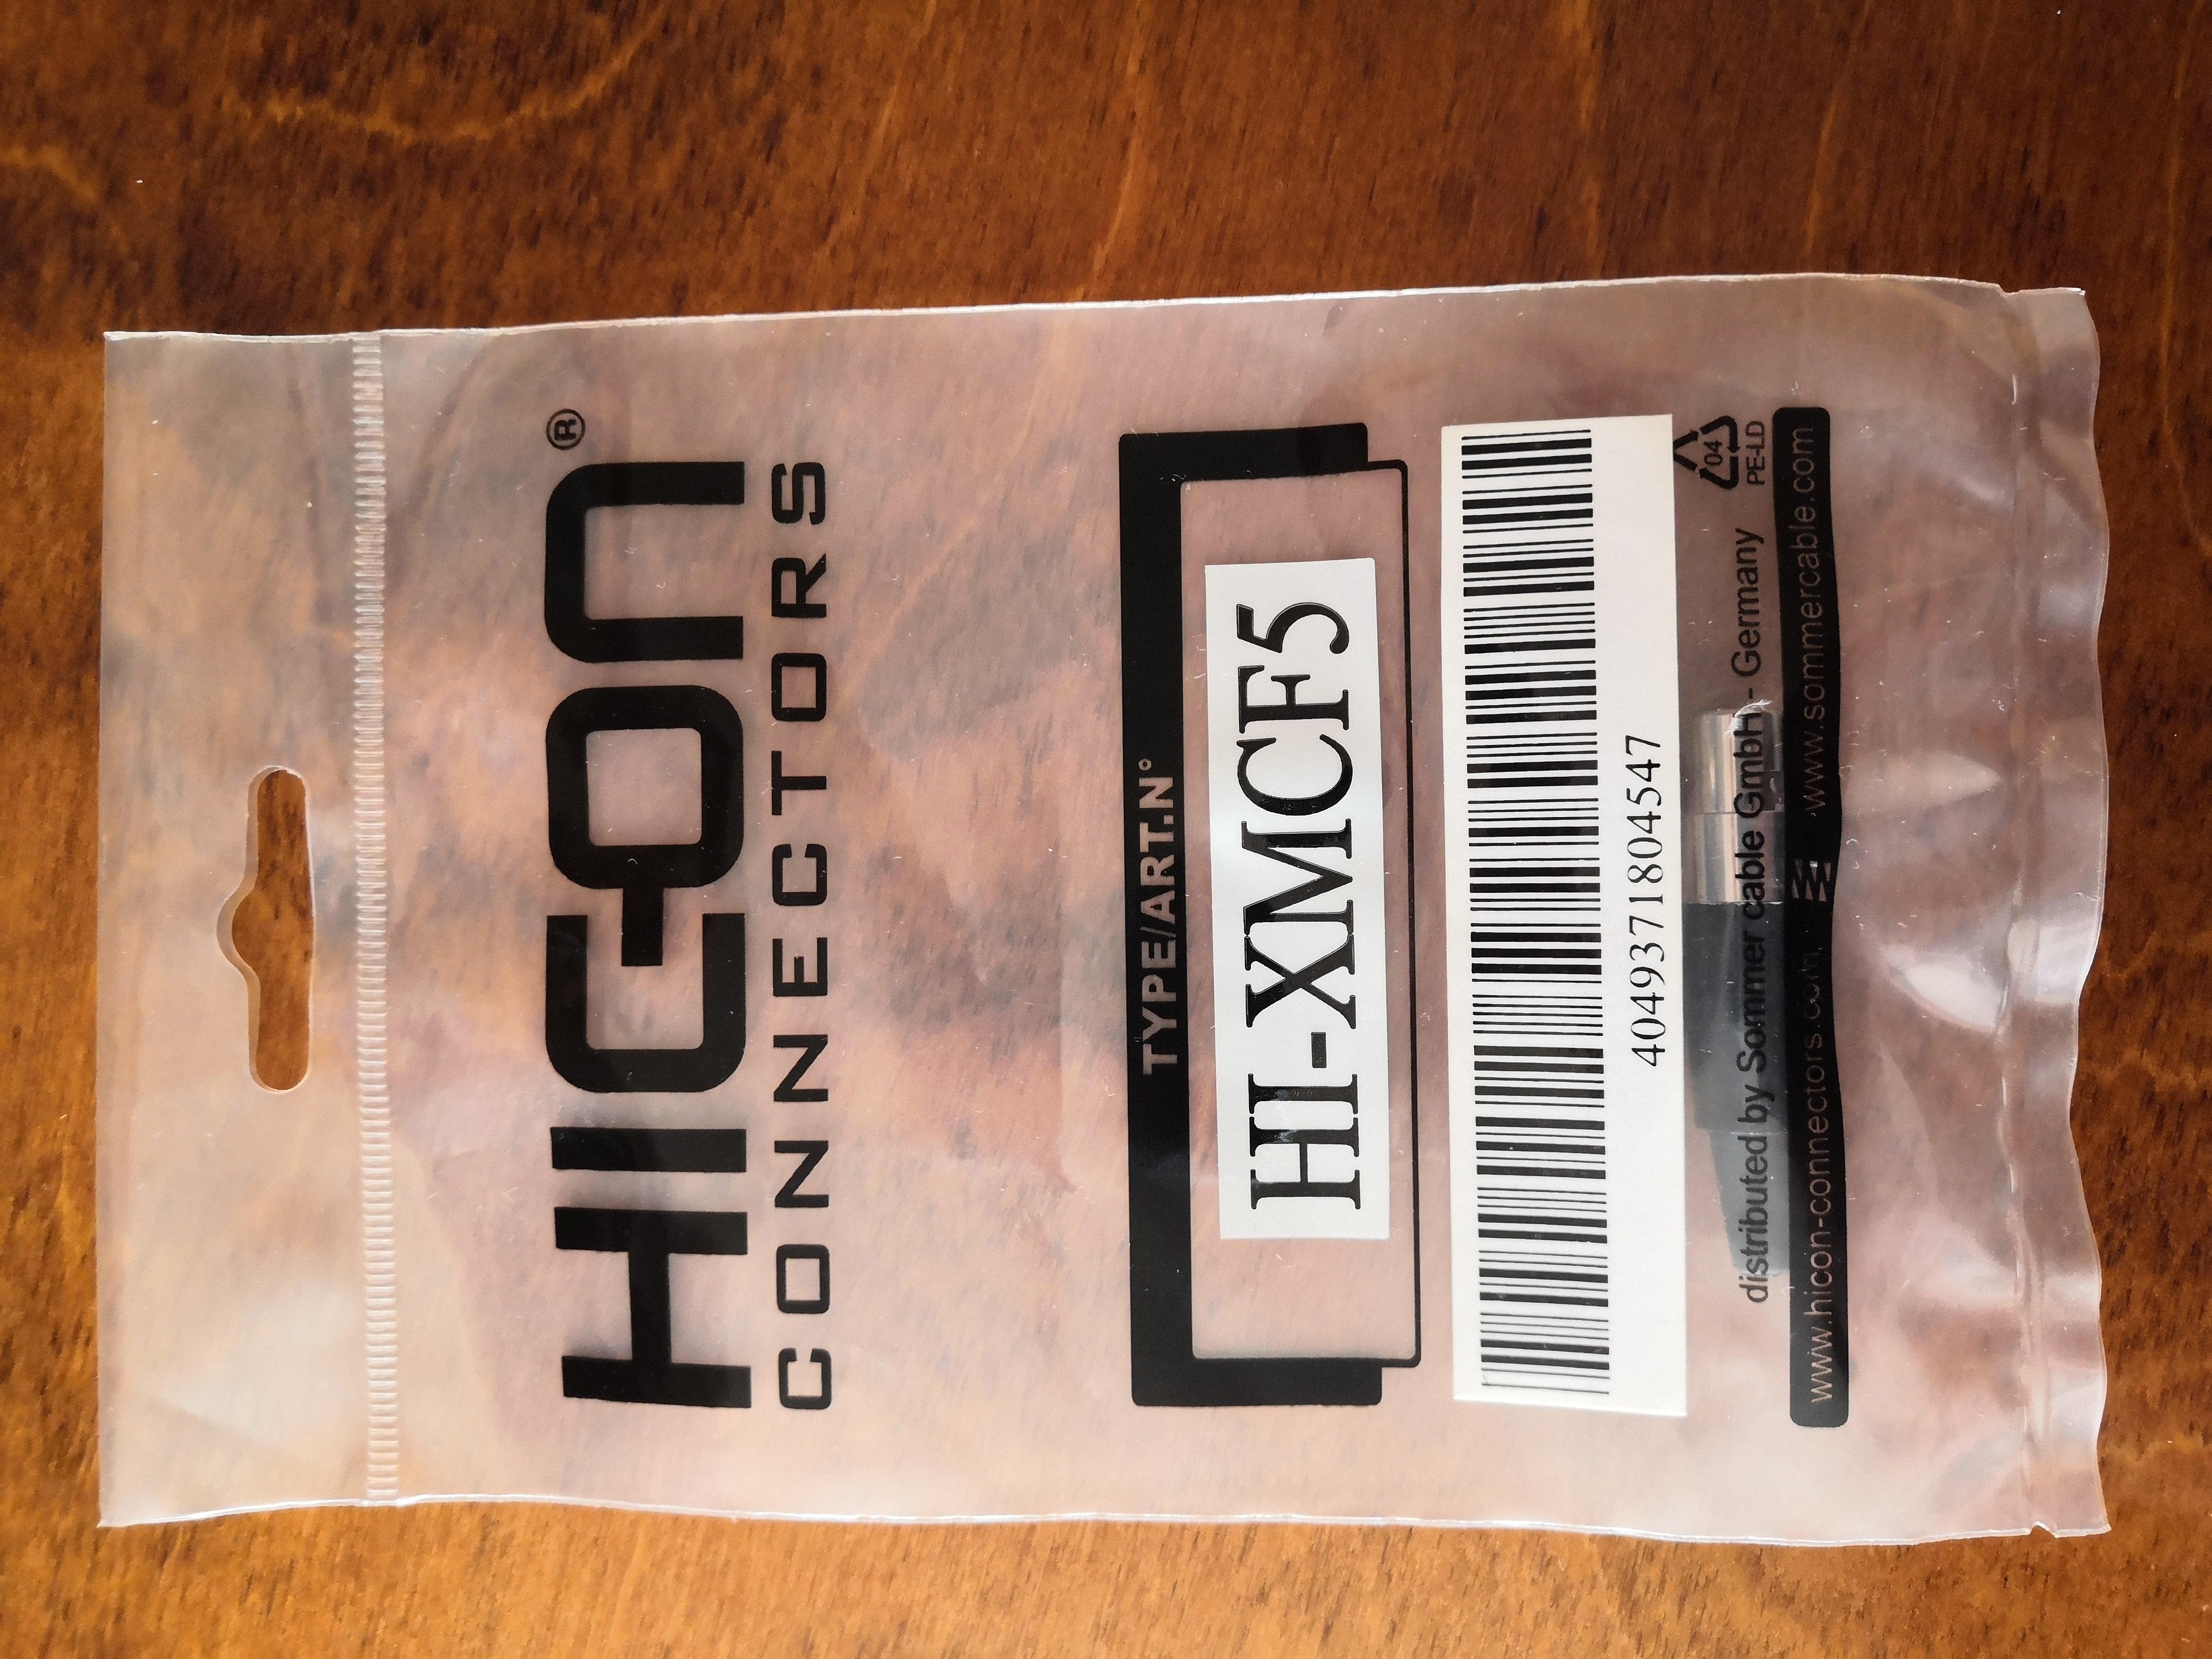 HICON®
CONNECTORS
TYPE/ART.N°
HI-XMCF5
4049371804547
04
PE-LD
distributed by Sommer cable GmbH - Germany
www.hicon-connectors.com www.sommercable.com